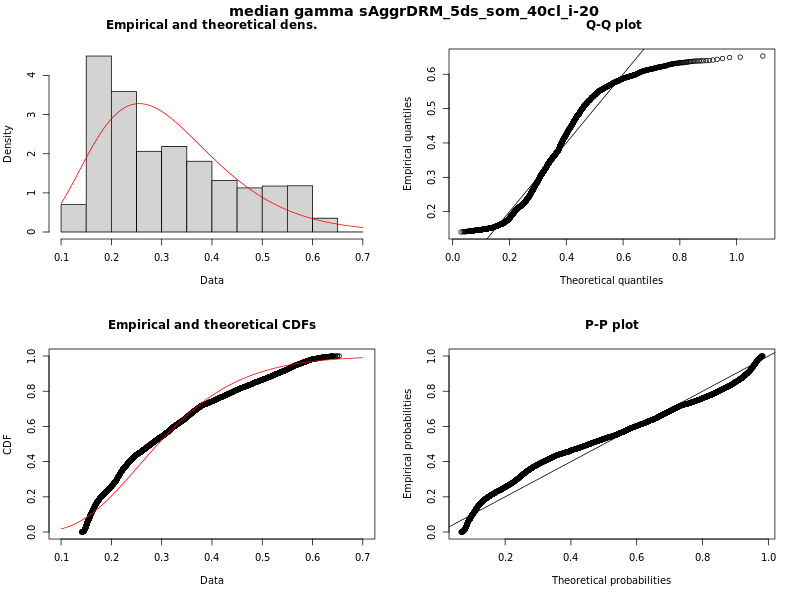 median gamma sAggrDRM_5ds_som_40cl_i-20
Empirical and theoretical dens.
Density
0 1 2 3 4
0.1 0.2 0.3 0.4 0.5 0.6 0.7
Data
Q-Q plot
Empirical quantiles
0.2 0.3 0.4 0.5 0.6
0.0 0.2 0.4 0.6 0.8 1.0
Theoretical quantiles
Empirical and theoretical CDFs
CDF
0.0 0.2 0.4 0.6 0.8 1.0
0.1 0.2 0.3 0.4 0.5 0.6 0.7
Data
P-P plot
Empirical probabilities
0.0 0.2 0.4 0.6 0.8 1.0
0.2 0.4 0.6 0.8 1.0
Theoretical probabilities